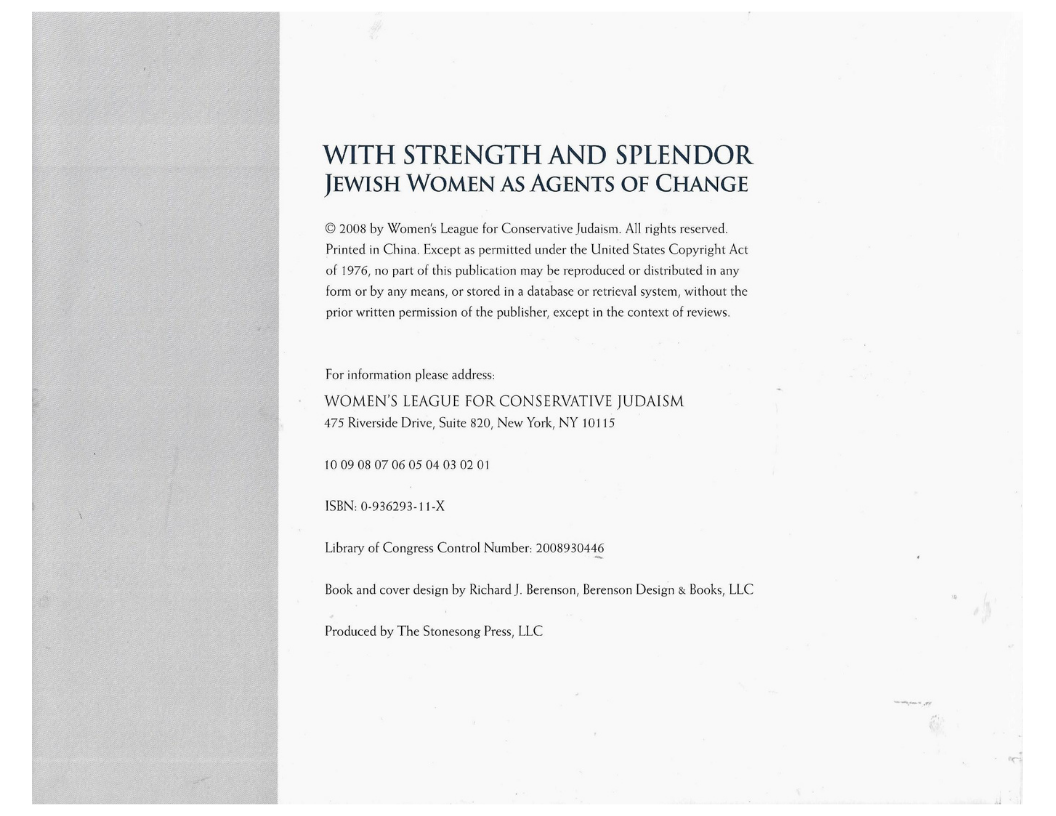 WITH STRENGTH AND SPLENDOR
JEWISH WOMEN AS AGENTS OF CHANGE
© 2008 by Women's League for Conservative Judaism. All rights reserved.
Printed in China. Except as permitted under the United States Copyright Act
of 1976, no part of this publication may be reproduced or distributed in any
form or by any means, or stored in a database or retrieval system, without the
prior written permission of the publisher, except in the context of reviews.
For information please address:
WOMEN'S LEAGUE FOR CONSERVATIVE JUDAISM
475 Riverside Drive, Suite 820, New York, NY 10115
10 09 08 07 06 05 04 03 02 01
ISBN: 0-936293-11-X
Library of Congress Control Number: 2008930446
Book and cover design by Richard J. Berenson, Berenson Design & Books, LLC
Produced by The Stonesong Press, LLC